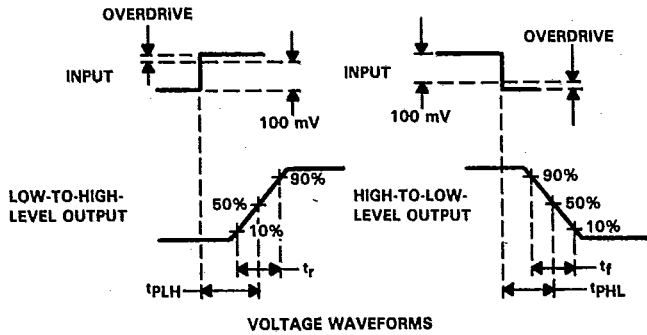 OVERDRIVE
INPUT
100 mV
OVERDRIVE
INPUT
100 mV
LOW-TO-HIGH-
LEVEL OUTPUT
90%
50%
10%
tr
tPLH
HIGH-TO-LOW-
LEVEL OUTPUT
90%
50%
10%
tf
tPHL
VOLTAGE WAVEFORMS